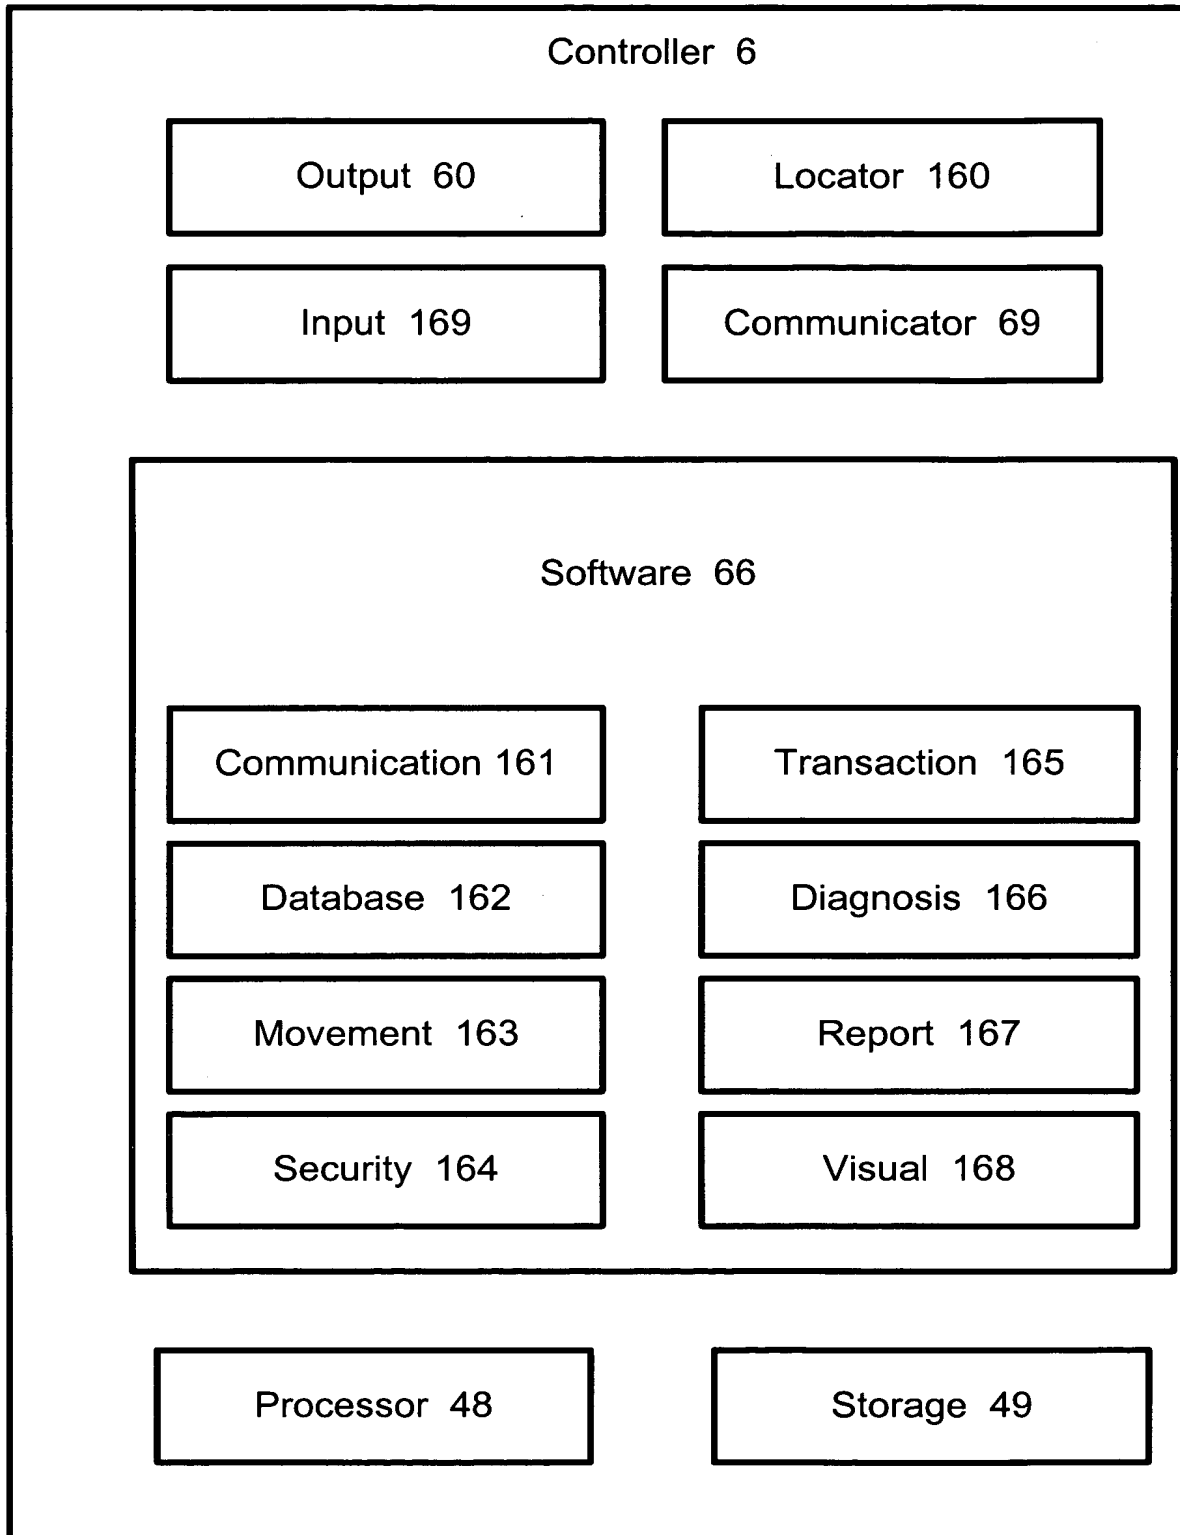 Controller 6
Output 60
Locator 160
Input 169
Communicator 69
Software 66
Communication 161
Transaction 165
Database 162
Diagnosis 166
Movement 163
Report 167
Security 164
Visual 168
Processor 48
Storage 49